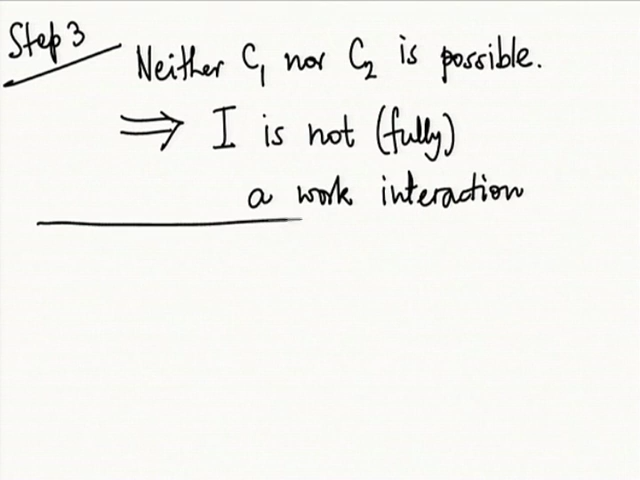 Step 3
Neither C₁ nor C₂ is possible.
⇒ I is not (fully)
a work interaction